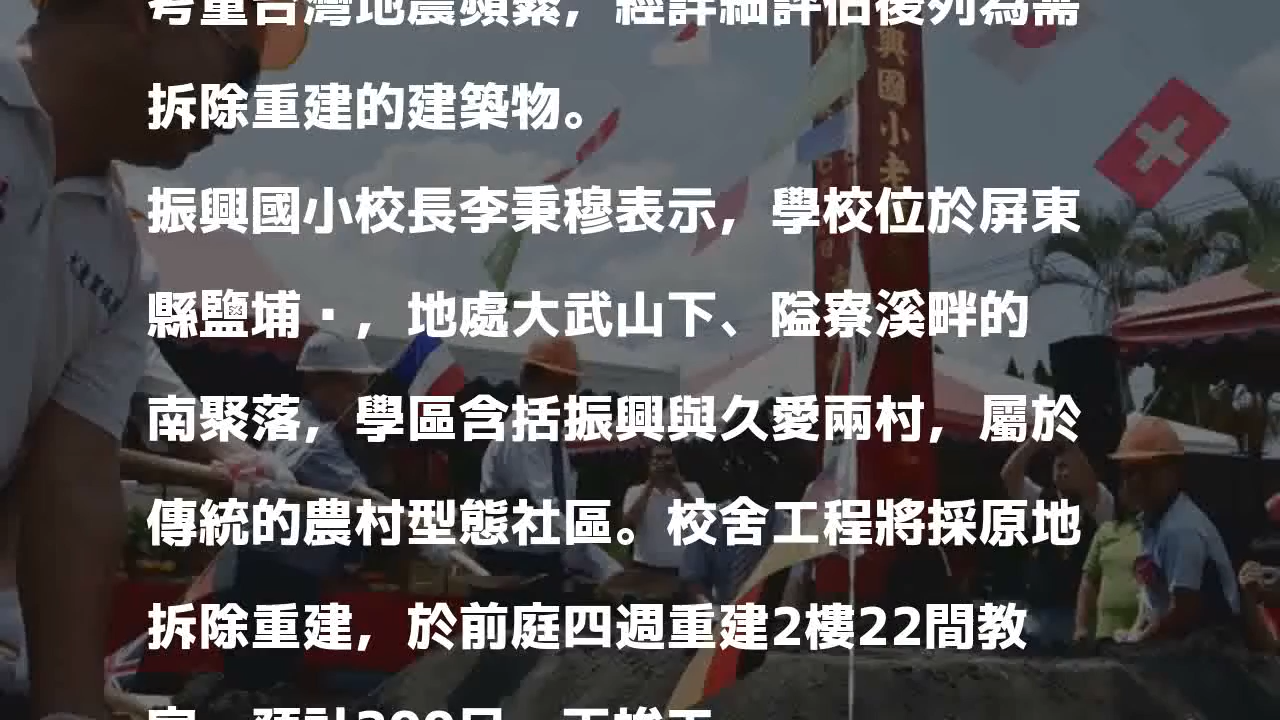 考量台灣地震頻繁，經詳細評估後列為需
拆除重建的建築物。
振興國小校長李秉穆表示，學校位於屏東
縣鹽埔·，地處大武山下、隘寮溪畔的
南聚落，學區含括振興與久愛兩村，屬於
傳統的農村型態社區。校舍工程將採原地
拆除重建，於前庭四週重建2樓22間教
興國小老